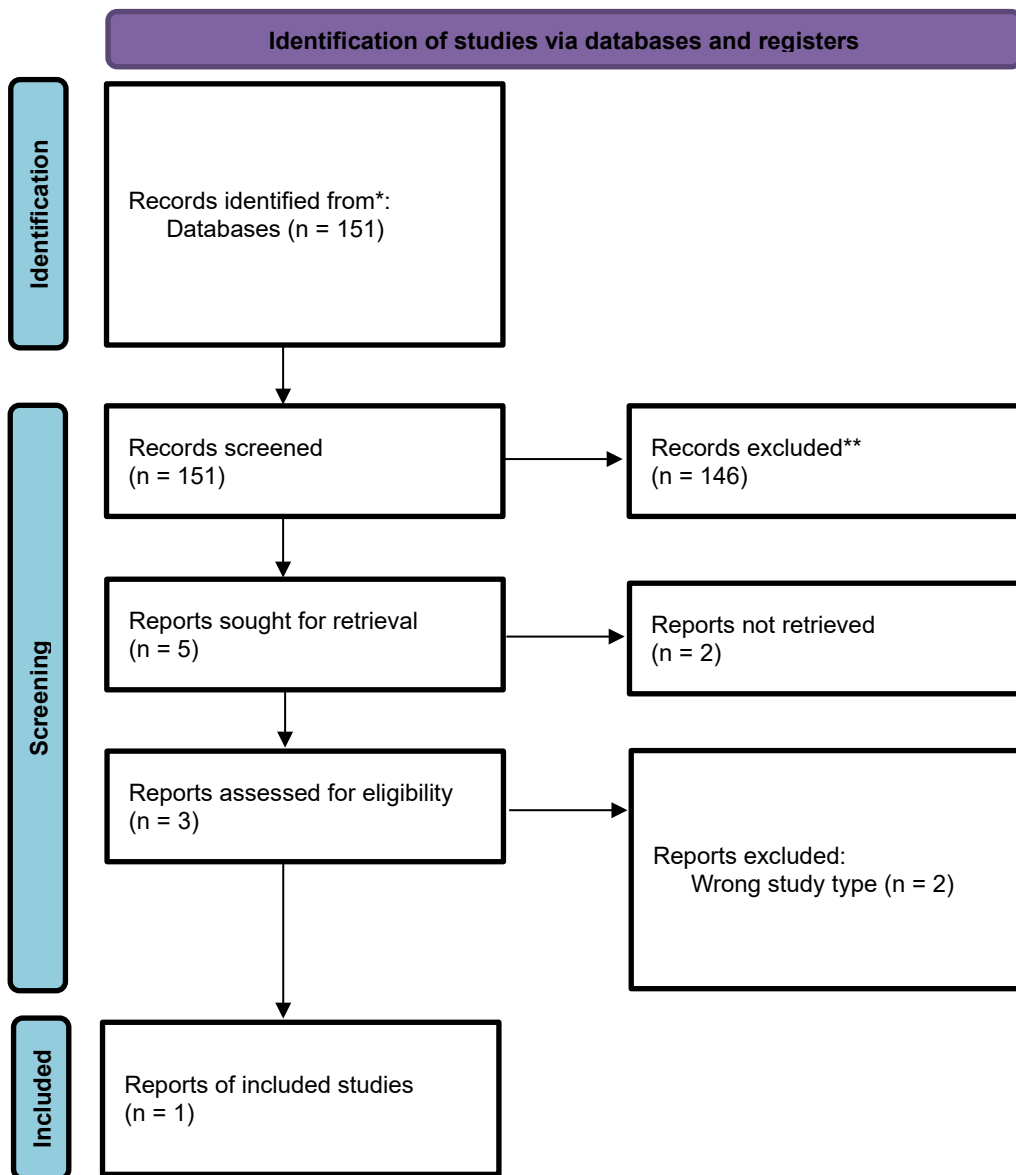 Identification of studies via databases and registers
Identification
Records identified from*:
Databases (n = 151)
Screening
Records screened
(n = 151)
Records excluded**
(n = 146)
Reports sought for retrieval
(n = 5)
Reports not retrieved
(n = 2)
Reports assessed for eligibility
(n = 3)
Reports excluded:
Wrong study type (n = 2)
Included
Reports of included studies
(n = 1)